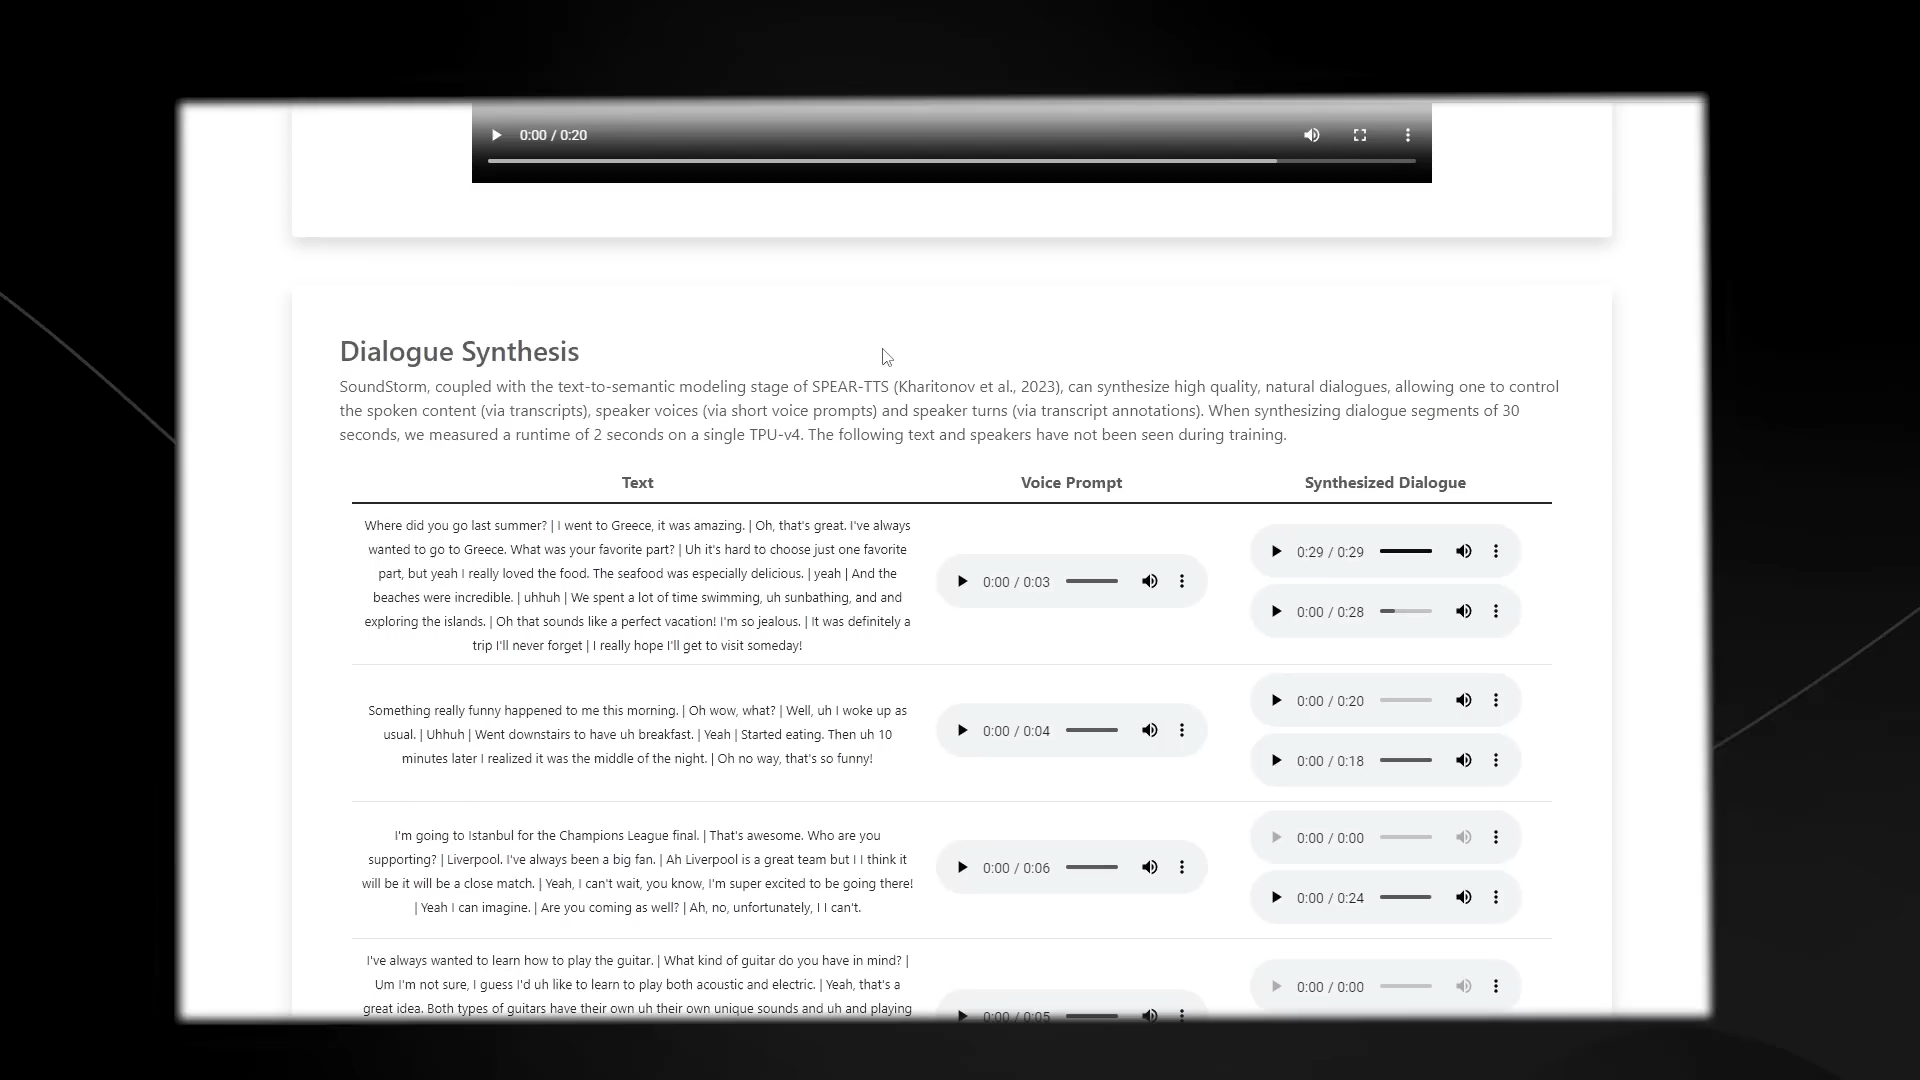 0:00 / 0:20
Dialogue Synthesis
SoundStorm, coupled with the text-to-semantic modeling stage of SPEAR-TTS (Kharitonov et al., 2023), can synthesize high quality, natural dialogues, allowing one to control
the spoken content (via transcripts), speaker voices (via short voice prompts) and speaker turns (via transcript annotations). When synthesizing dialogue segments of 30
seconds, we measured a runtime of 2 seconds on a single TPU-v4. The following text and speakers have not been seen during training.
Text Voice Prompt Synthesized Dialogue
Where did you go last summer? | I went to Greece, it was amazing. | Oh, that's great. I've always
wanted to go to Greece. What was your favorite part? | Uh it's hard to choose just one favorite
part, but yeah I really loved the food. The seafood was especially delicious. | yeah | And the
beaches were incredible. | uhhuh | We spent a lot of time swimming, uh sunbathing, and and
exploring the islands. | Oh that sounds like a perfect vacation! I'm so jealous. | It was definitely a
trip I'll never forget | I really hope I'll get to visit someday!
0:00 / 0:03
0:29 / 0:29
0:00 / 0:28
Something really funny happened to me this morning. | Oh wow, what? | Well, uh I woke up as
usual. | Uhhuh | Went downstairs to have uh breakfast. | Yeah | Started eating. Then uh 10
minutes later I realized it was the middle of the night. | Oh no way, that's so funny!
0:00 / 0:04
0:00 / 0:20
0:00 / 0:18
I'm going to Istanbul for the Champions League final. | That's awesome. Who are you
supporting? | Liverpool. I've always been a big fan. | Ah Liverpool is a great team but I I think it
will be it will be a close match. | Yeah, I can't wait, you know, I'm super excited to be going there!
| Yeah I can imagine. | Are you coming as well? | Ah, no, unfortunately, I I can't.
0:00 / 0:06
0:00 / 0:00
0:00 / 0:24
I've always wanted to learn how to play the guitar. | What kind of guitar do you have in mind? |
Um I'm not sure, I guess I'd uh like to learn to play both acoustic and electric. | Yeah, that's a
great idea. Both types of guitars have their own uh their own unique sounds and uh and playing
0:00 / 0:05
0:00 / 0:00